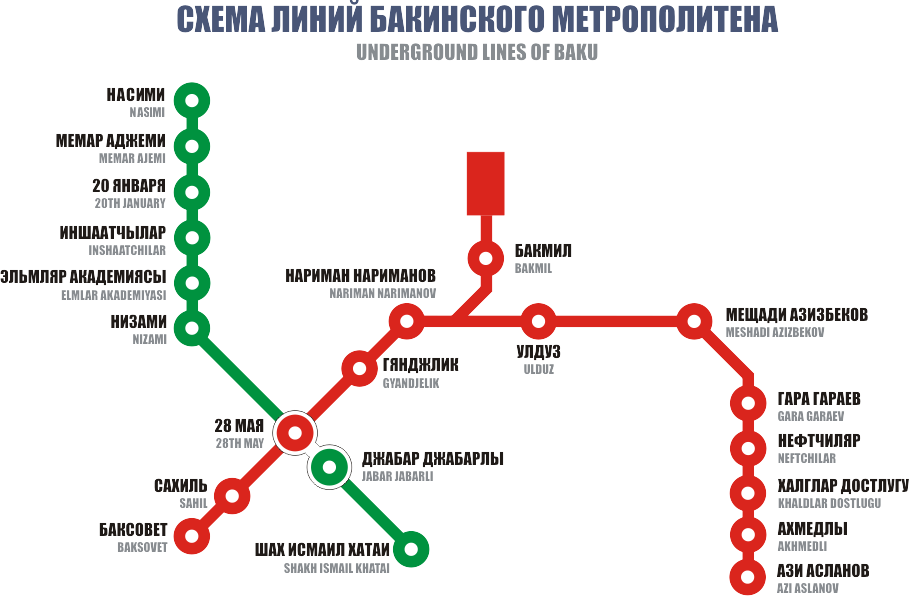 СХЕМА ЛИНИЙ БАКИНСКОГО МЕТРОПОЛИТЕНА
UNDERGROUND LINES OF BAKU
НАСИМИ
NASIMI
МЕМАР АДЖЕМИ
MEMAR AJEMI
20 ЯНВАРЯ
20TH JANUARY
ИНШААТЧЫЛАР
INSHAATCHILAR
ЭЛЬМЛЯР АКАДЕМИЯСЫ
ELMLAR AKADEMIYASI
НИЗАМИ
NIZAMI
БАКМИЛ
BAKMIL
НАРИМАН НАРИМАНОВ
NARIMAN NARIMANOV
УЛДУЗ
ULDUZ
МЕЩАДИ АЗИЗБЕКОВ
MESHADI AZIZBEKOV
ГЯНДЖЛИК
GYANDJELIK
28 МАЯ
28TH MAY
ДЖАБАР ДЖАБАРЛЫ
JABAR JABARLI
САХИЛЬ
SAHIL
БАКСОВЕТ
BAKSOVET
ШАХ ИСМАИЛ ХАТАИ
SHAKH ISMAIL KHATAI
ГАРА ГАРАЕВ
GARA GARAEV
НЕФТЧИЛЯР
NEFTCHILAR
ХАЛГЛАР ДОСТЛУГУ
KHALDLAR DOSTLUGU
АХМЕДЛЫ
AKHMEDLI
АЗИ АСЛАНОВ
AZI ASLANOV